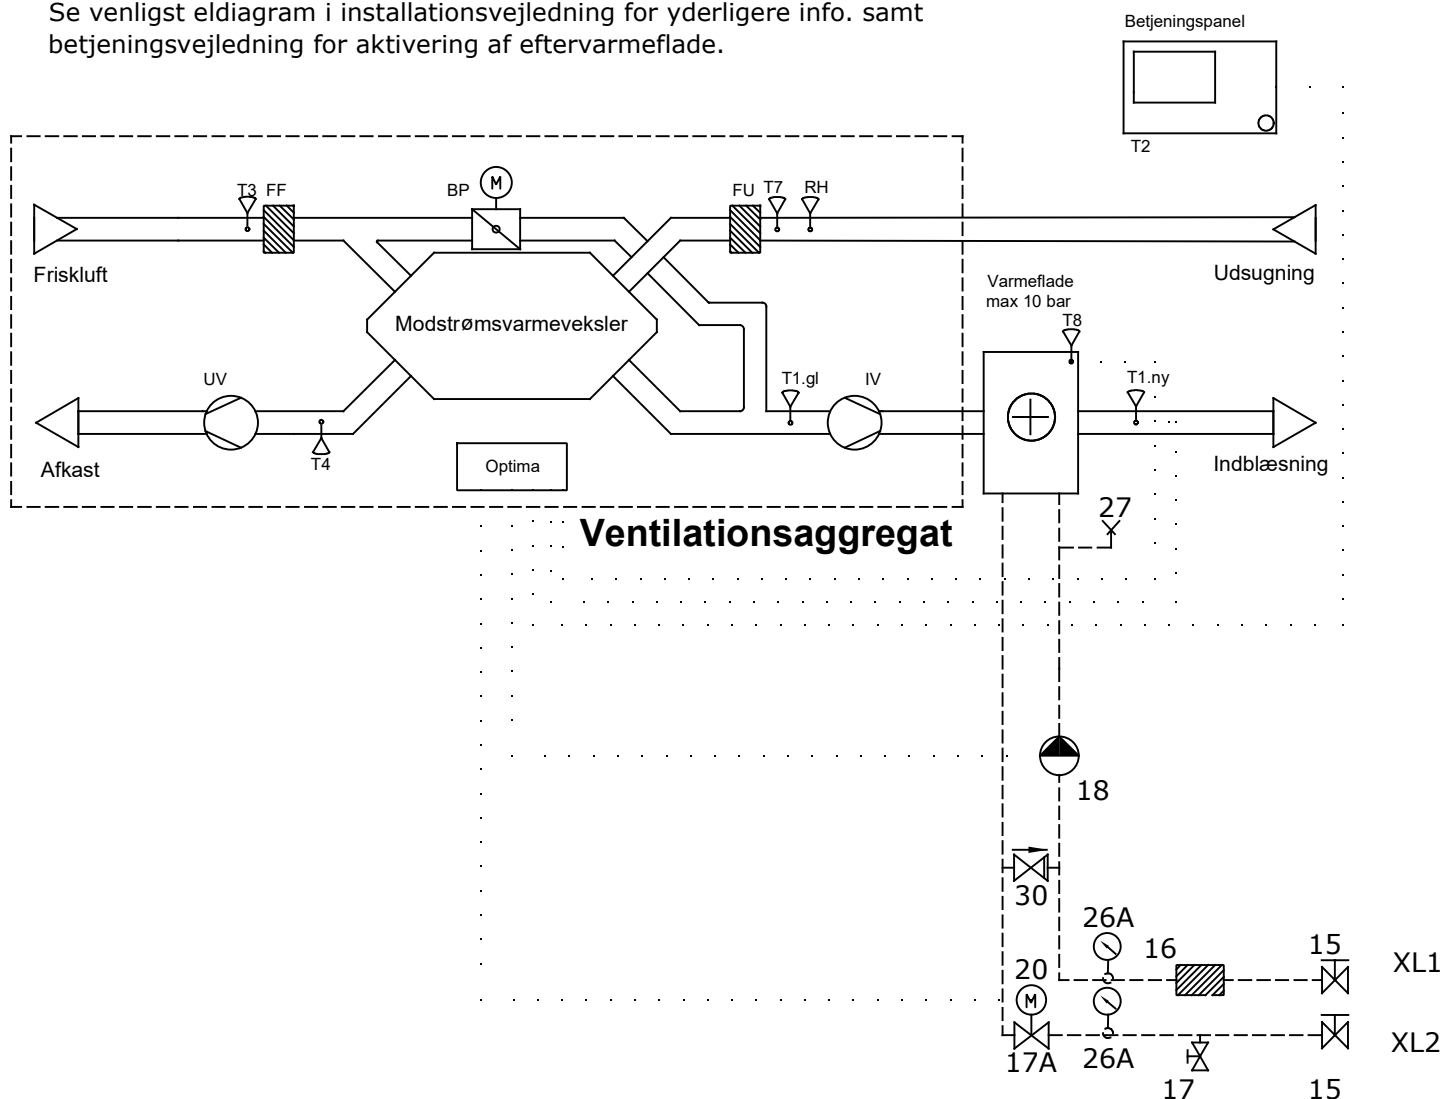 Se venligst eldiagram i installationsvejledning for yderligere info. samt
betjeningsvejledning for aktivering af eftervarmeflade.
Betjeningspanel
T2
T3 FF
BP
M
FU T7 RH
Friskluft
Udsugning
Modstrømsvarmeveksler
Varmeflade
max 10 bar
T8
UV
T1.gl
IV
T1.ny
Afkast
T4
Optima
Indblæsning
Ventilationsaggregat
27
18
30
26A
16
15
XL1
20
M
17A
26A
17
15
XL2